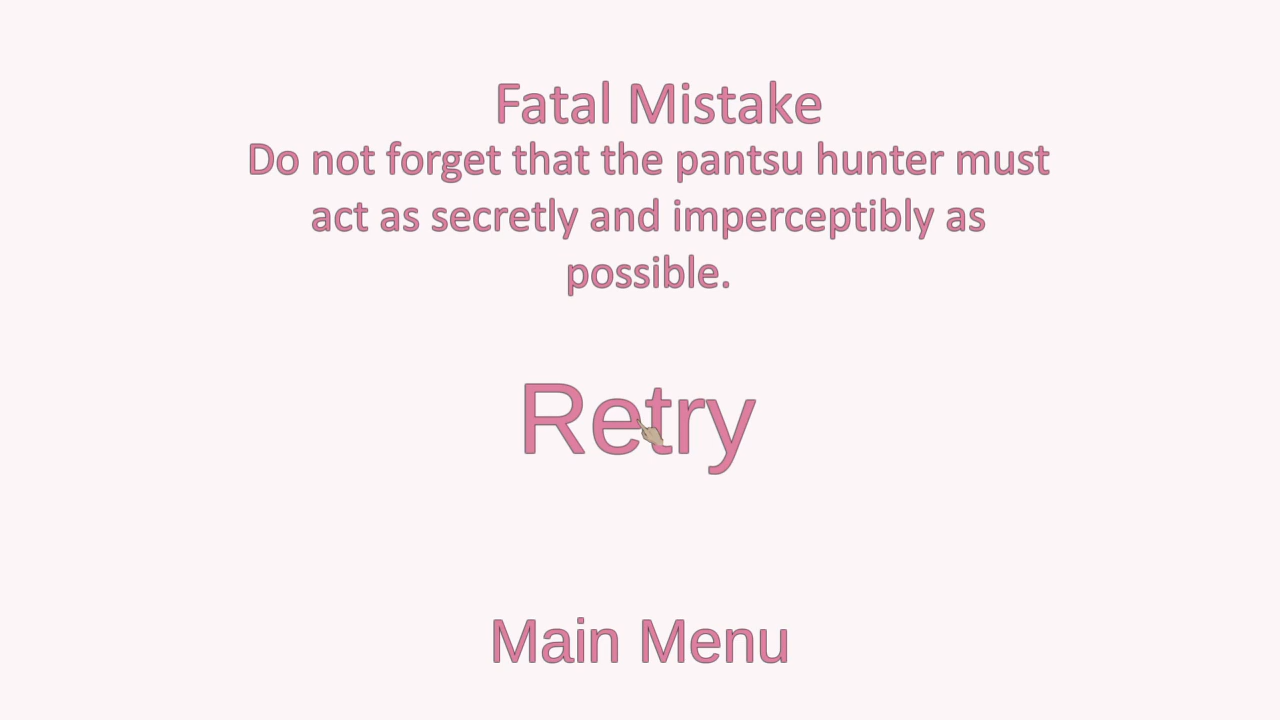 Fatal Mistake
Do not forget that the pantsu hunter must
act as secretly and imperceptibly as
possible.
Retry
Main Menu